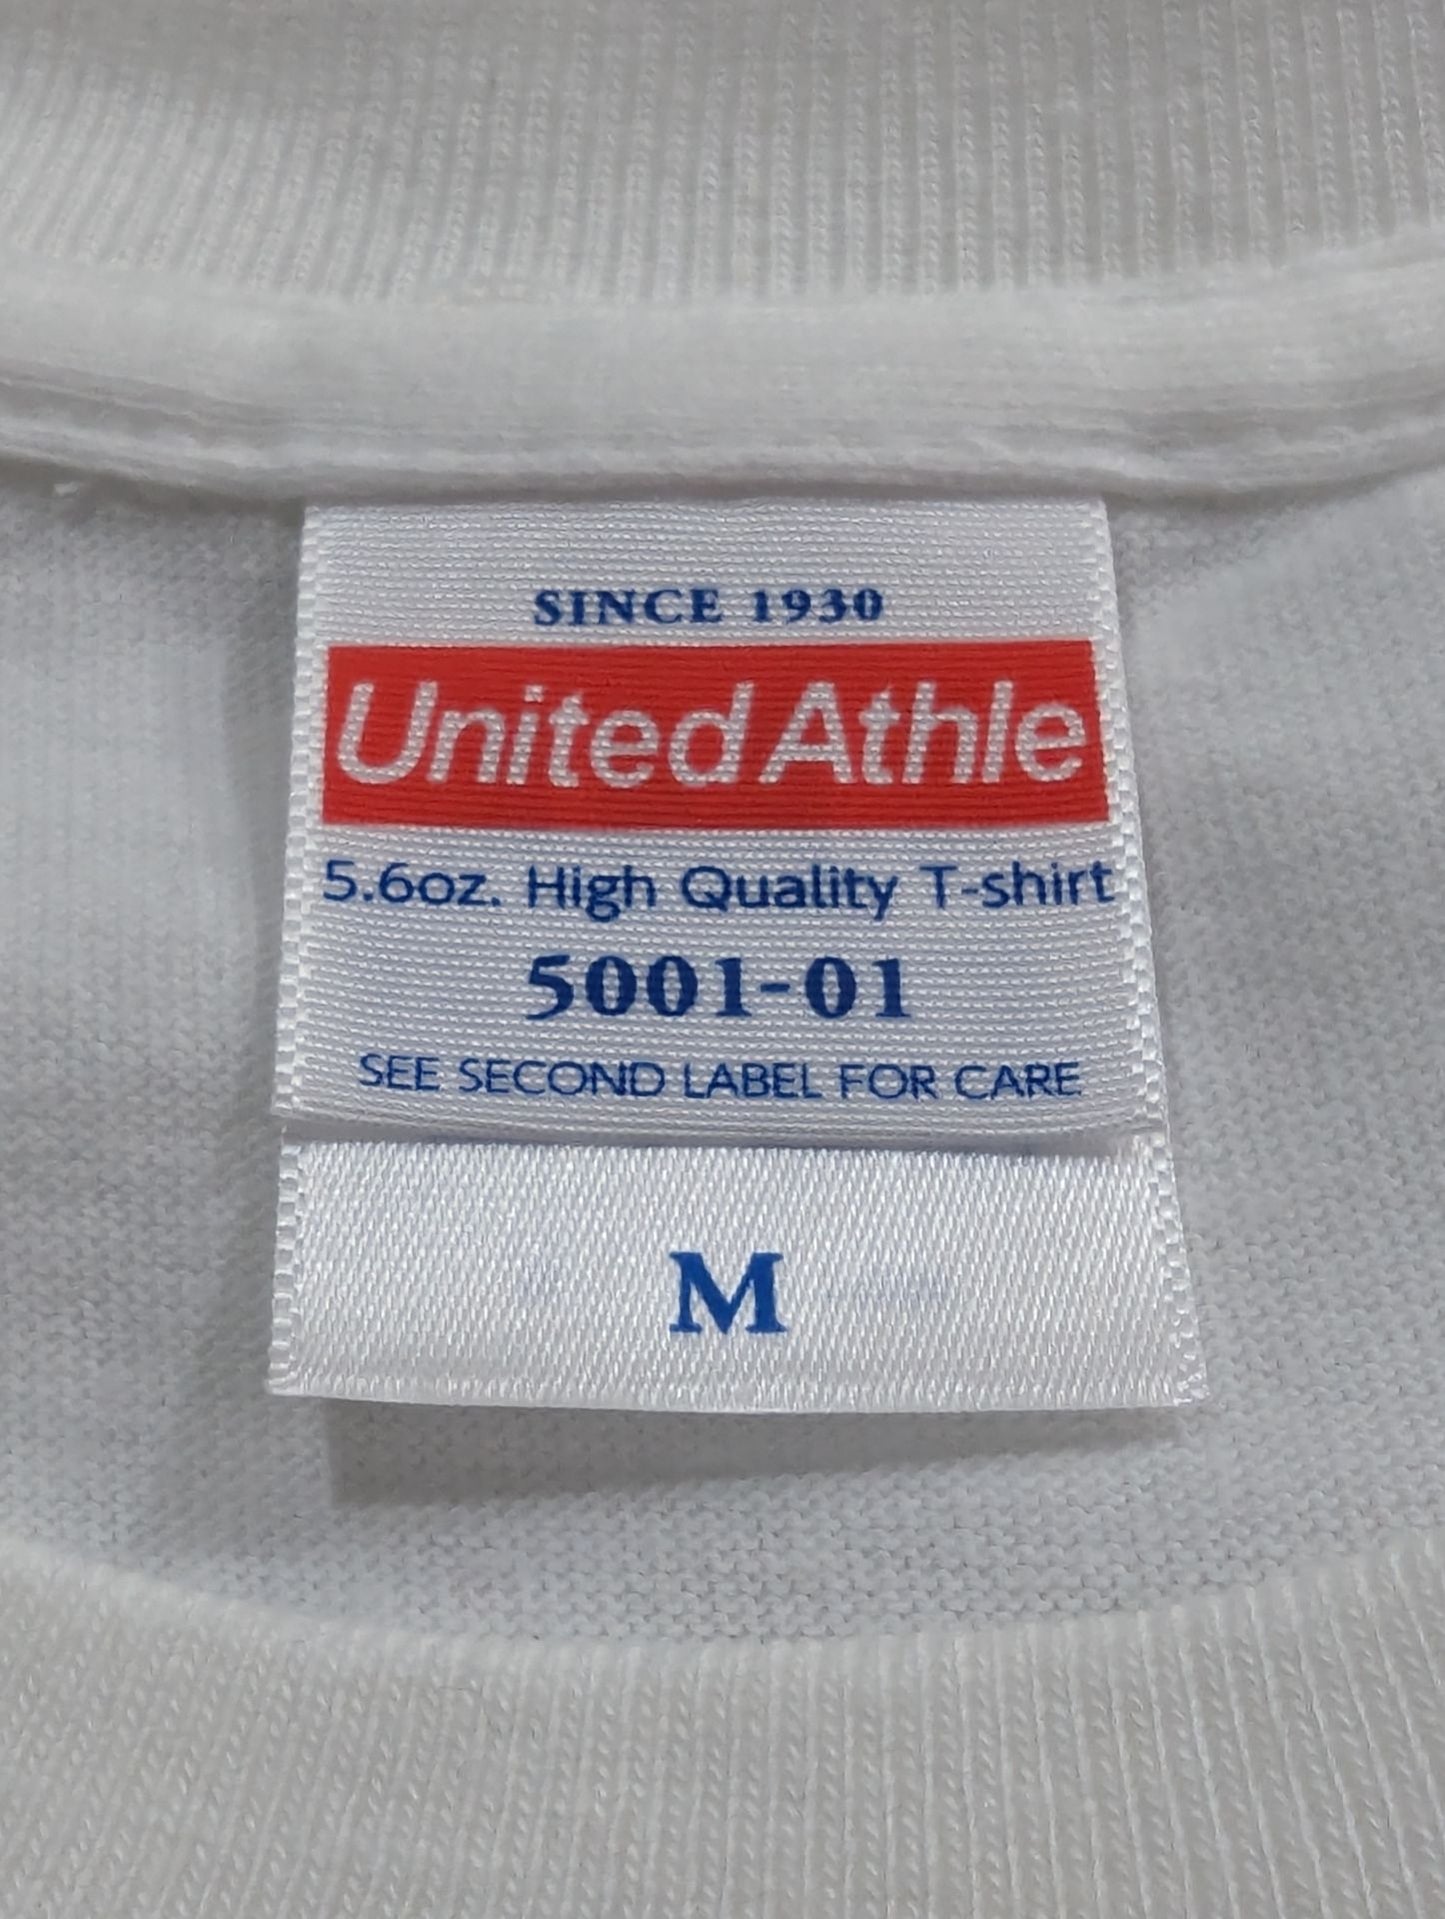 SINCE 1930
United Athle
5.6oz. High Quality T-shirt
5001-01
SEE SECOND LABEL FOR CARE
M